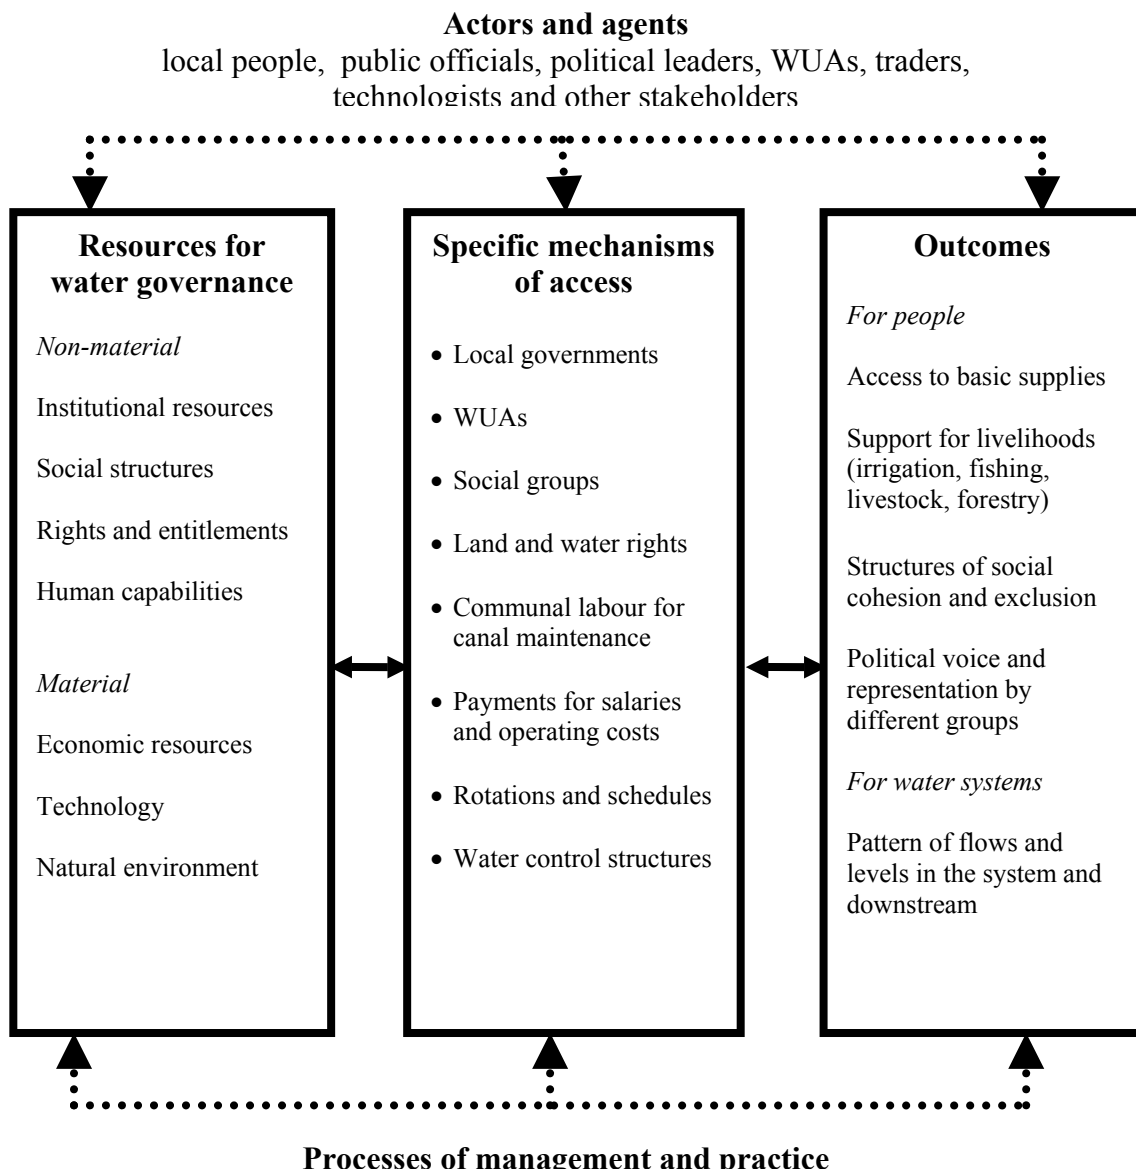 Actors and agents
local people, public officials, political leaders, WUAs, traders,
technologists and other stakeholders
Resources for
water governance
Non-material
Institutional resources
Social structures
Rights and entitlements
Human capabilities
Material
Economic resources
Technology
Natural environment
Specific mechanisms
of access
• Local governments
• WUAs
• Social groups
• Land and water rights
• Communal labour for
canal maintenance
• Payments for salaries
and operating costs
• Rotations and schedules
• Water control structures
Outcomes
For people
Access to basic supplies
Support for livelihoods
(irrigation, fishing,
livestock, forestry)
Structures of social
cohesion and exclusion
Political voice and
representation by
different groups
For water systems
Pattern of flows and
levels in the system and
downstream
Processes of management and practice